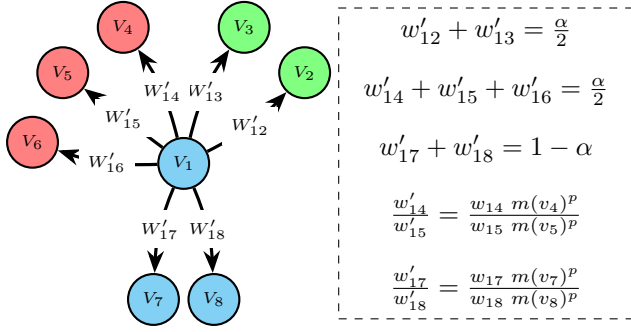 V₄
V₃
V₅
V₂
V₆
V₁
V₇
V₈
W′₁₄
W′₁₃
W′₁₅
W′₁₂
W′₁₆
W′₁₇
W′₁₈
w′₁₂ + w′₁₃ = α/2
w′₁₄ + w′₁₅ + w′₁₆ = α/2
w′₁₇ + w′₁₈ = 1 − α
w′₁₄/w′₁₅ = w₁₄ m(v₄)ᵖ / w₁₅ m(v₅)ᵖ
w′₁₇/w′₁₈ = w₁₇ m(v₇)ᵖ / w₁₈ m(v₈)ᵖ